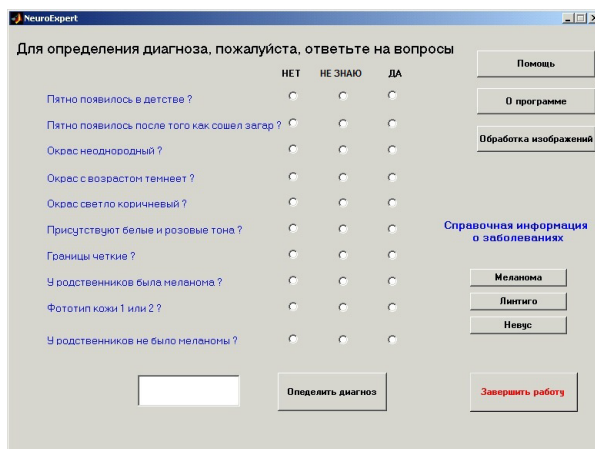 NeuroExpert
Для определения диагноза, пожалуйста, ответьте на вопросы
НЕТ НЕ ЗНАЮ ДА
Пятно появилось в детстве ?
Пятно появилось после того как сошел загар ?
Окрас неоднородный ?
Окрас с возрастом темнеет ?
Окрас светло коричневый ?
Присутствуют белые и розовые тона ?
Границы четкие ?
У родственников была меланома ?
Фототип кожи 1 или 2 ?
У родственников не было меланомы ?
Опеделить диагноз
Помощь
О программе
Обработка изображений
Справочная информация
о заболеваниях
Меланома
Линтиго
Невус
Завершить работу